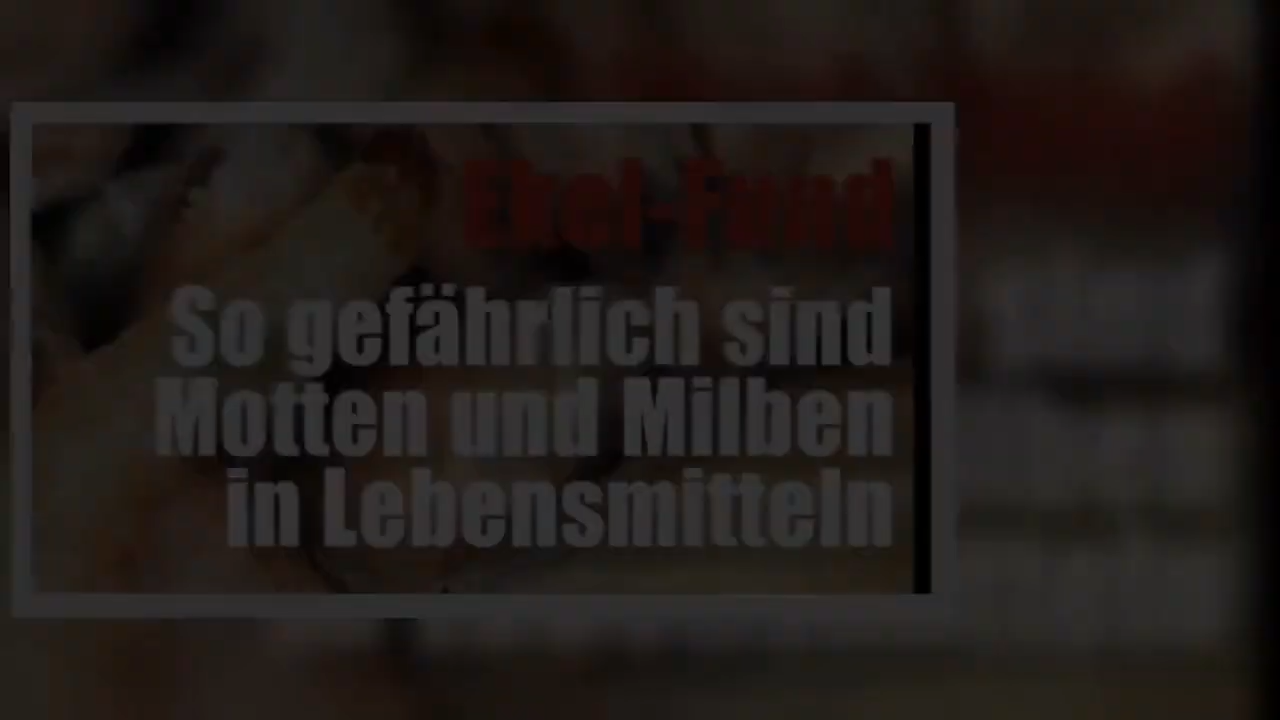 Ekel-Fund
So gefährlich sind
Motten und Milben
in Lebensmitteln